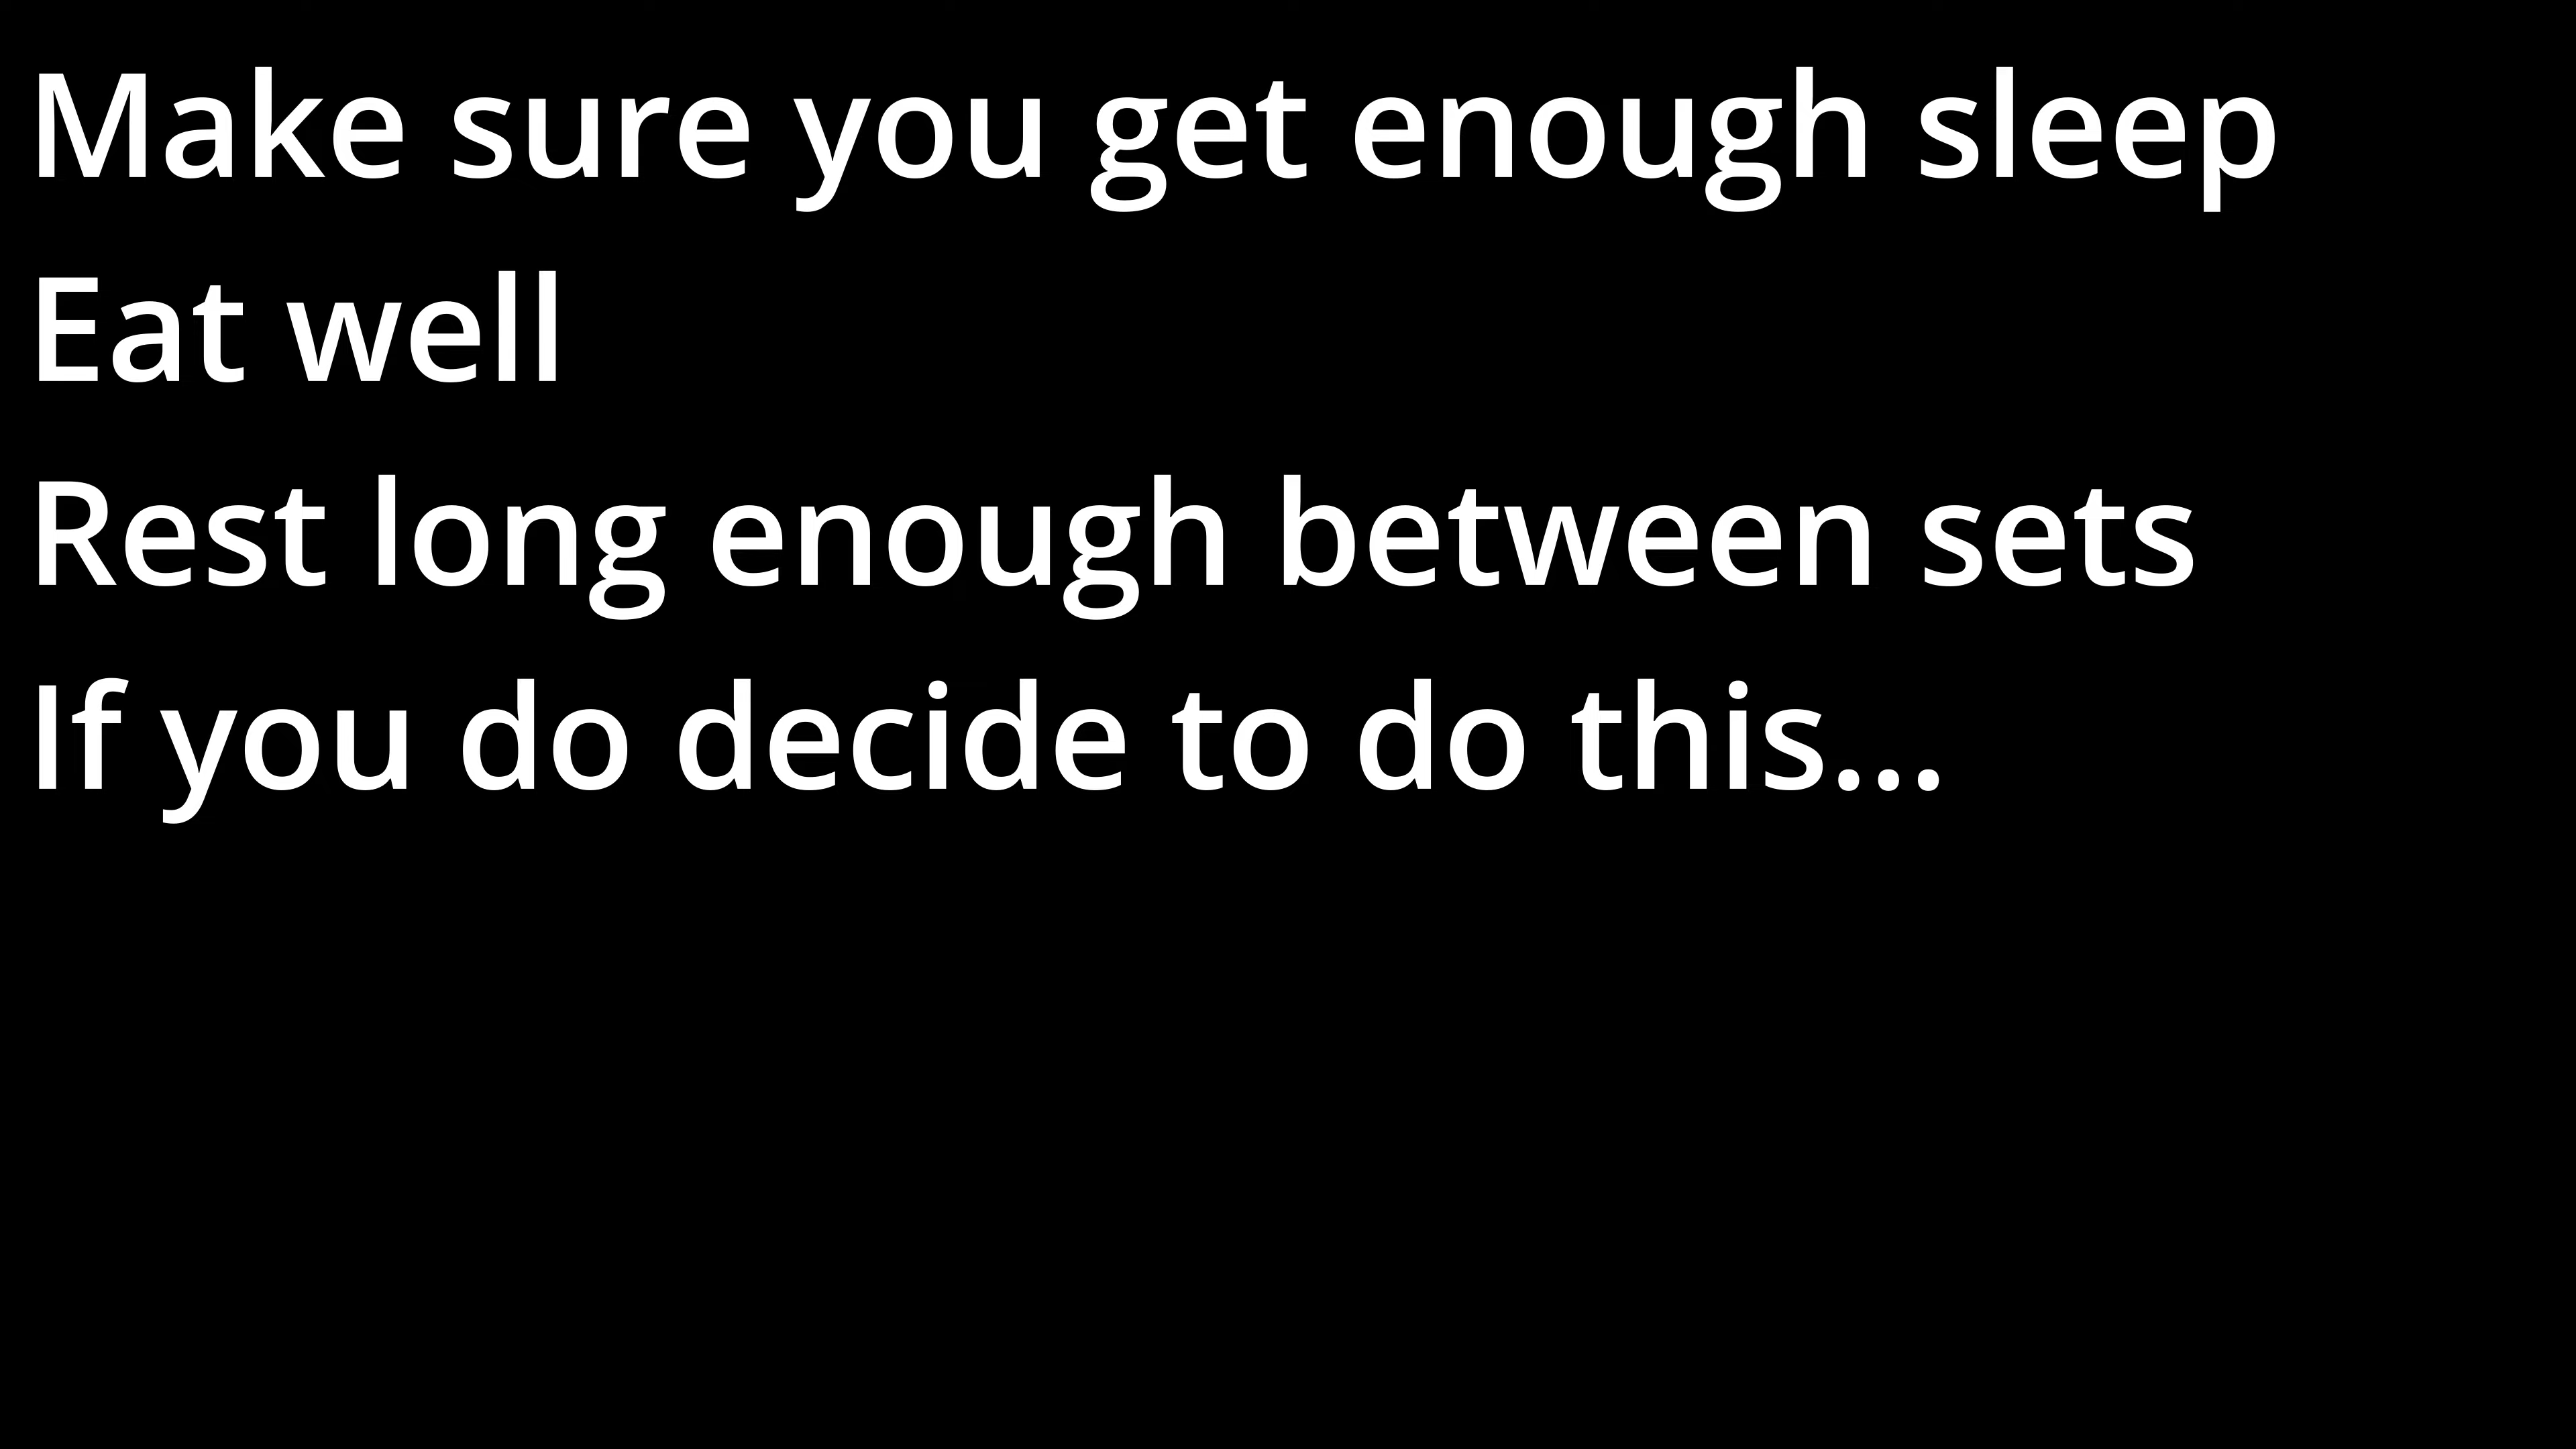 Make sure you get enough sleep
Eat well
Rest long enough between sets
If you do decide to do this...